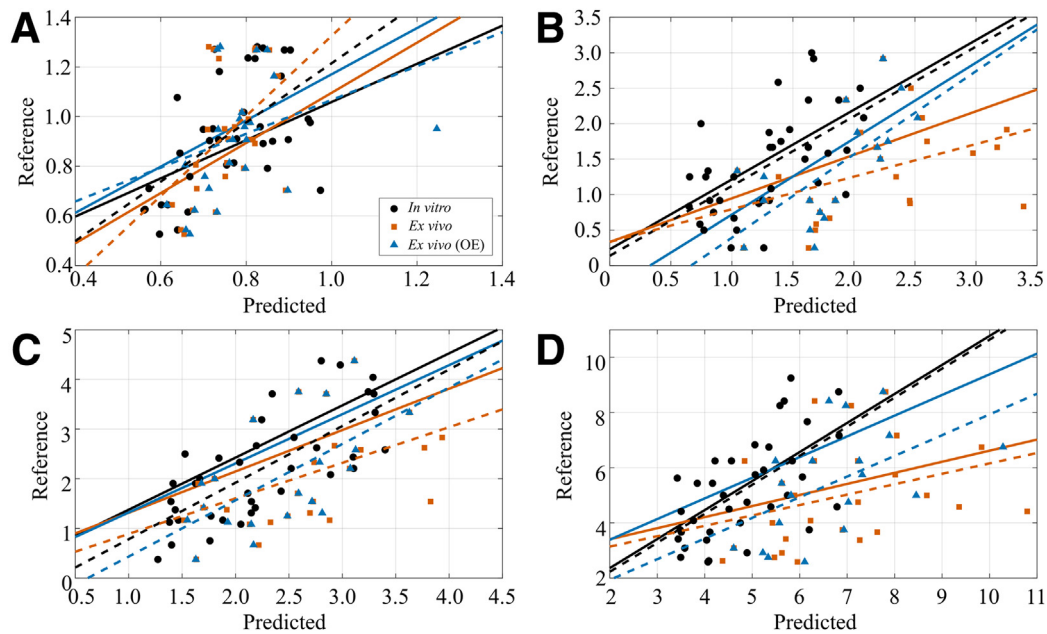 A
1.4
1.2
1.0
0.8
0.6
0.4
Reference
0.4 0.6 0.8 1.0 1.2 1.4
Predicted
In vitro
Ex vivo
Ex vivo (OE)
B
3.5
3.0
2.5
2.0
1.5
1.0
0.5
0
Reference
0 0.5 1.0 1.5 2.0 2.5 3.0 3.5
Predicted
C
5
4
3
2
1
0
Reference
0.5 1.0 1.5 2.0 2.5 3.0 3.5 4.0 4.5
Predicted
D
10
8
6
4
2
Reference
2 3 4 5 6 7 8 9 10 11
Predicted